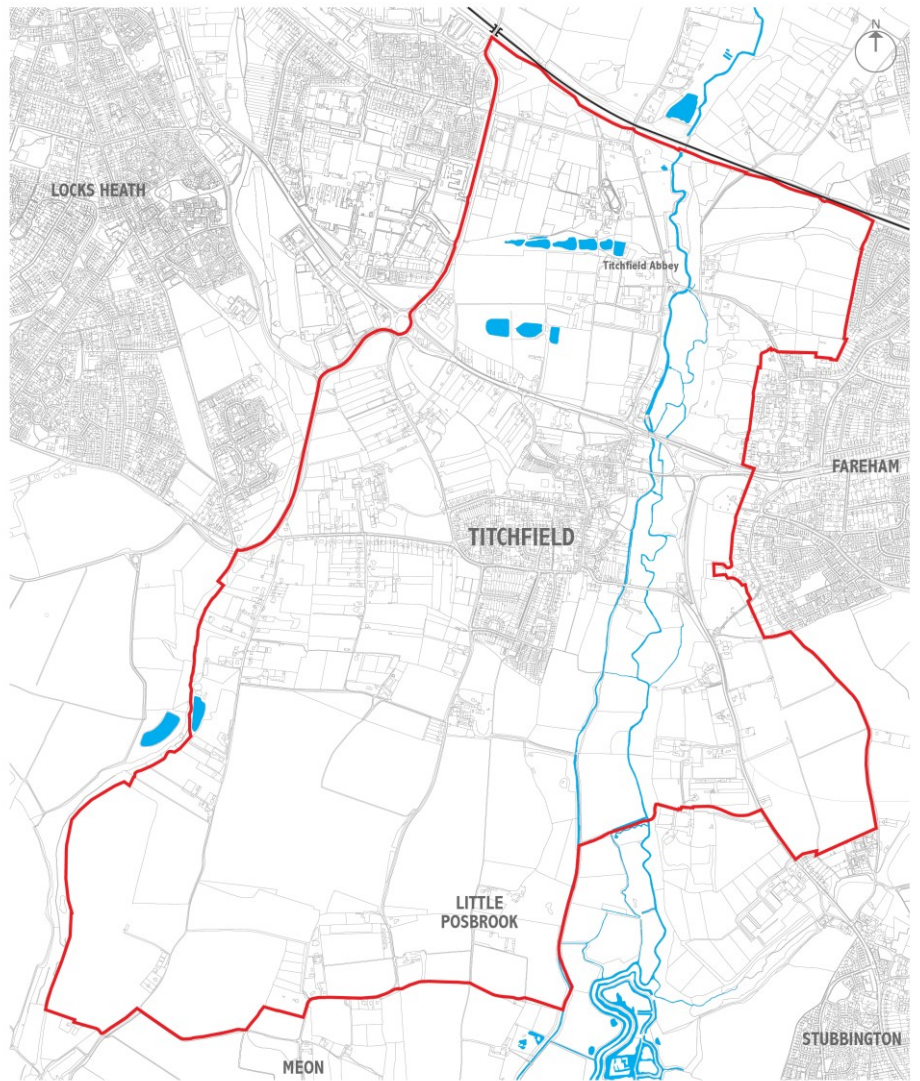 N
LOCKS HEATH
Titchfield Abbey
FAREHAM
TITCHFIELD
LITTLE
POSBROOK
STUBBINGTON
MEON